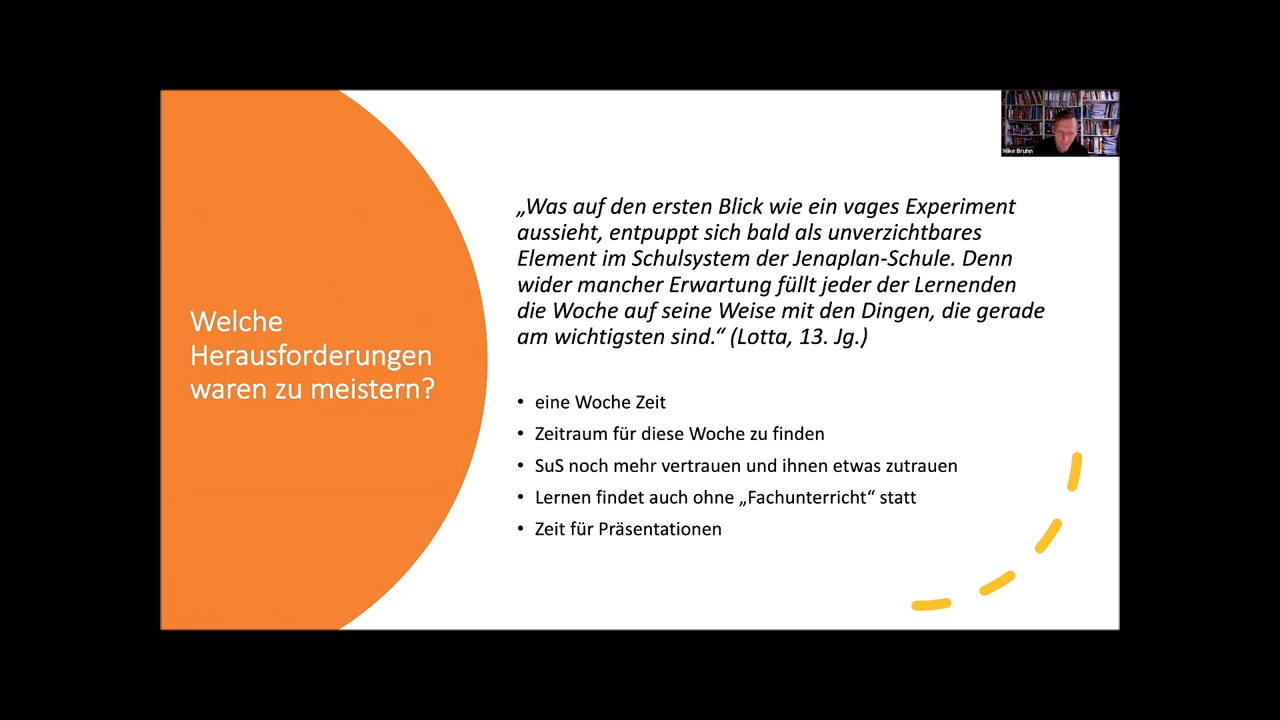 Mike Bruhn
Welche
Herausforderungen
waren zu meistern?
„Was auf den ersten Blick wie ein vages Experiment
aussieht, entpuppt sich bald als unverzichtbares
Element im Schulsystem der Jenaplan-Schule. Denn
wider mancher Erwartung füllt jeder der Lernenden
die Woche auf seine Weise mit den Dingen, die gerade
am wichtigsten sind.“ (Lotta, 13. Jg.)
• eine Woche Zeit
• Zeitraum für diese Woche zu finden
• SuS noch mehr vertrauen und ihnen etwas zutrauen
• Lernen findet auch ohne „Fachunterricht“ statt
• Zeit für Präsentationen